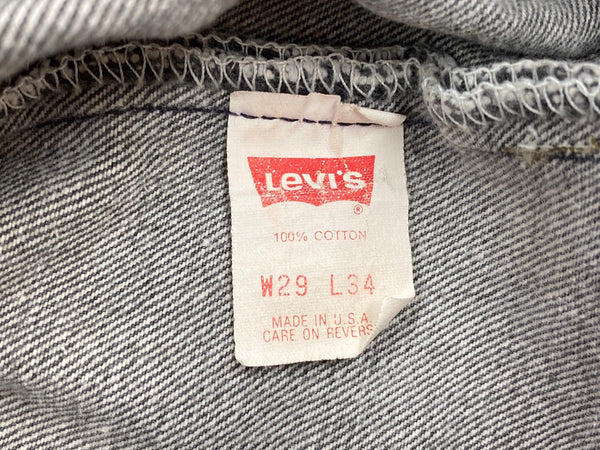 Levi's
®
100% COTTON
W29 L34
MADE IN U.S.A.
CARE ON REVERS